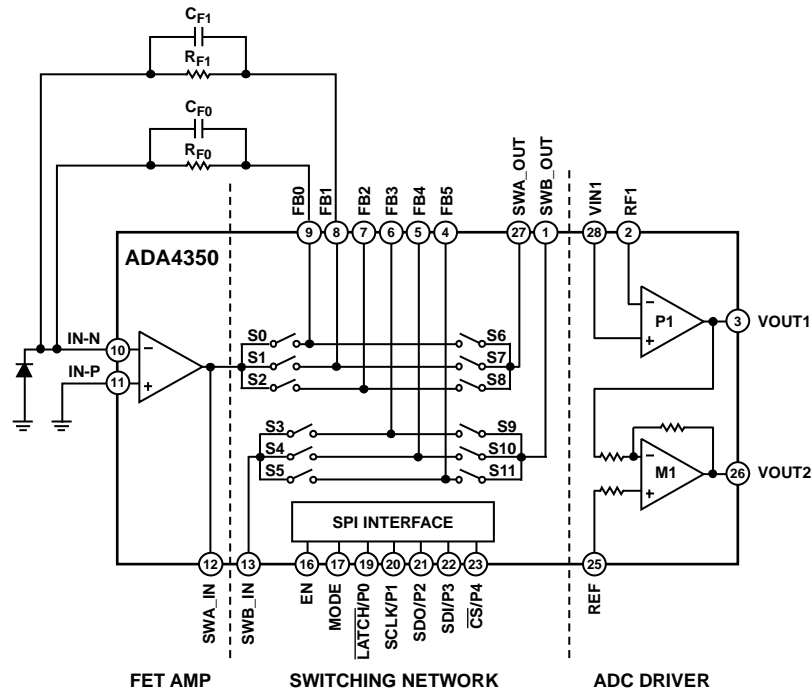 CF1
RF1
CF0
RF0
FB0
FB1
FB2
FB3
FB4
FB5
SWA_OUT
SWB_OUT
VIN1
RF1
9
8
7
6
5
4
27
1
28
2
ADA4350
S0
S1
S2
S6
S7
S8
S3
S4
S5
S9
S10
S11
IN-N
10
−
IN-P
11
+
−
P1
+
3
VOUT1
−
M1
+
26
VOUT2
SPI INTERFACE
12
13
16
17
19
20
21
22
23
25
SWA_IN
SWB_IN
EN
MODE
LATCH/P0
SCLK/P1
SDO/P2
SDI/P3
CS/P4
REF
FET AMP
SWITCHING NETWORK
ADC DRIVER